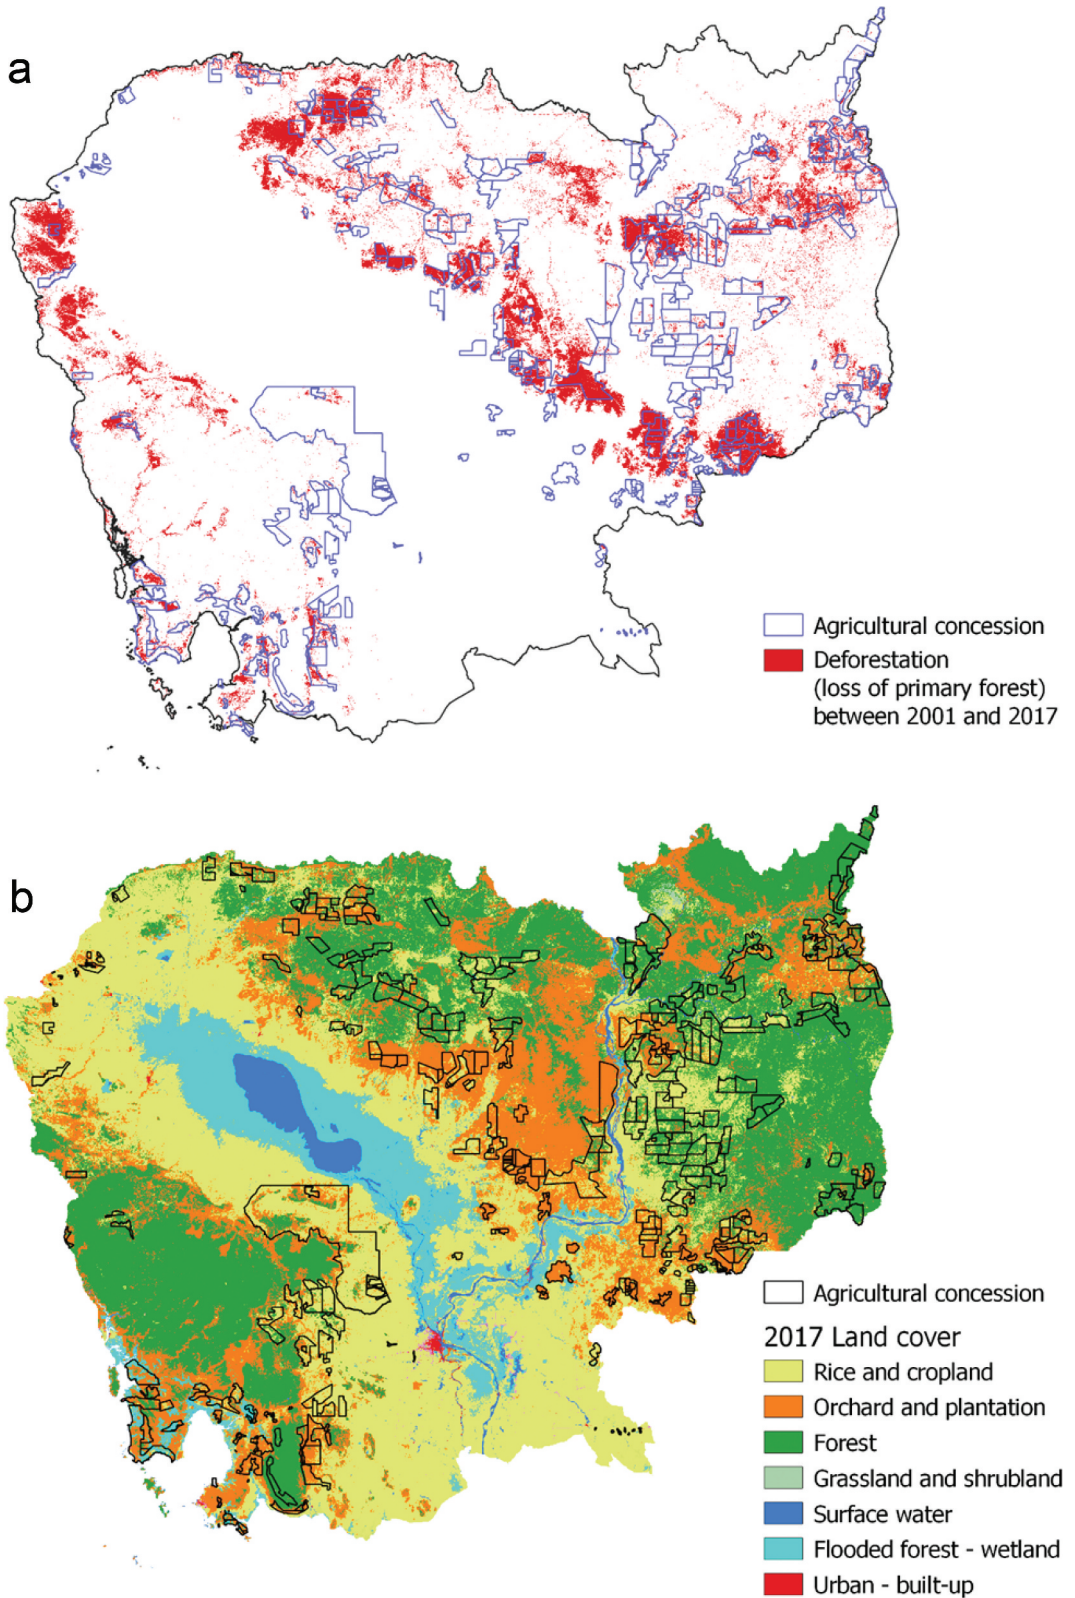 a
Agricultural concession
Deforestation
(loss of primary forest)
between 2001 and 2017
b
Agricultural concession
2017 Land cover
Rice and cropland
Orchard and plantation
Forest
Grassland and shrubland
Surface water
Flooded forest - wetland
Urban - built-up